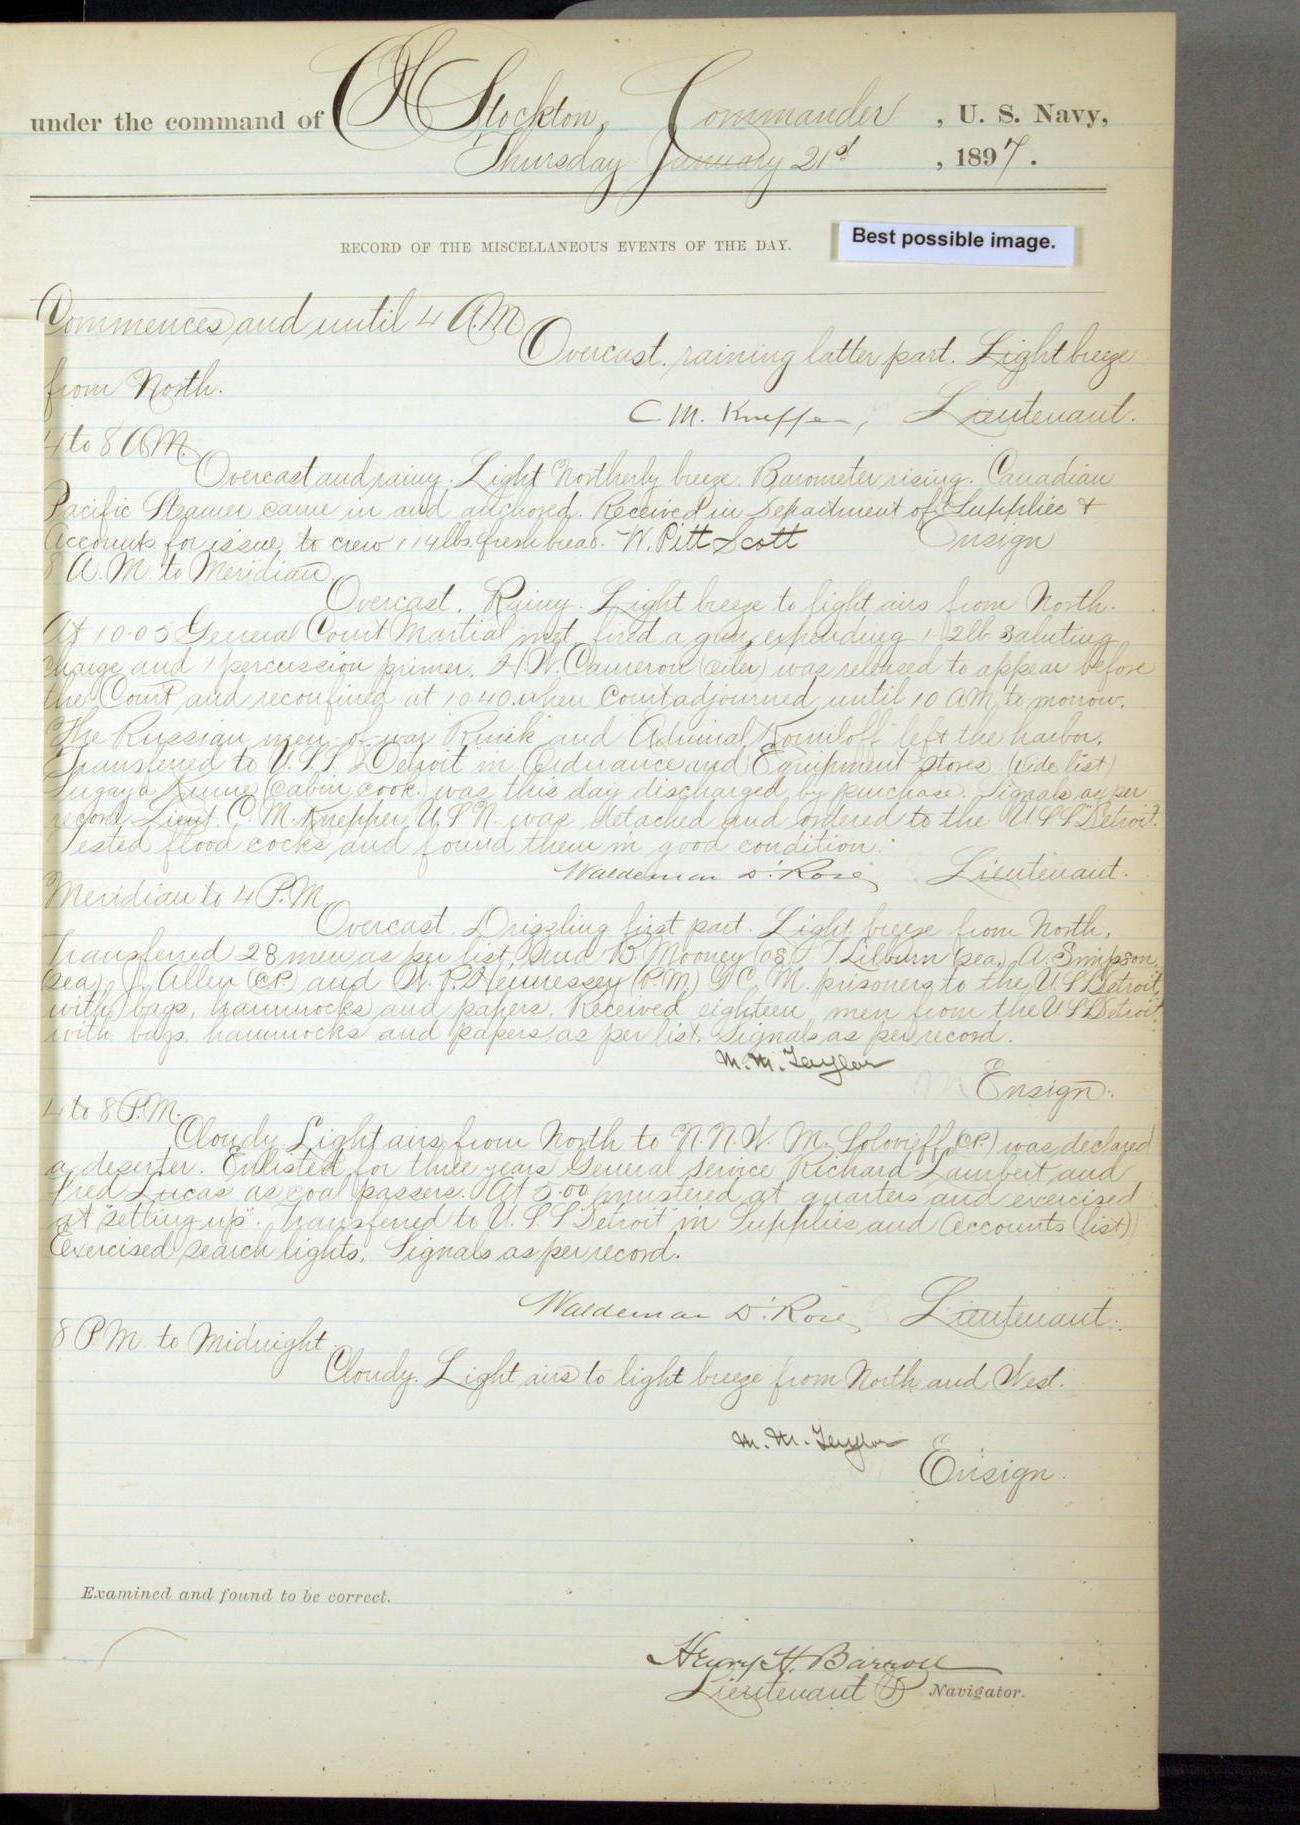 under the command of C H Stockton, Commander, U. S. Navy,
Thursday January 21st, 1897.
RECORD OF THE MISCELLANEOUS EVENTS OF THE DAY.
Best possible image.
Commences and until 4 A.M.
Overcast. raining latter part. Light breeze
from North.
C M. Knepper, Lieutenant.
4 to 8 A.M.
Overcast and rainy. Light Northerly breeze. Barometer rising. Canadian
Pacific Steamer came in and anchored. Received in Department of Supplies &
Accounts for issue to crew 114 lbs. fresh bread. W. Pitt Scott Ensign
8 A.M. to Meridian.
Overcast. Rainy. Light breeze to light airs from North.
At 10.05 General Court Martial met, fired a gun, expending 1- 2 lb saluting
charge and 1 percussion primer. H W. Cameron (oiler) was released to appear before
the Court and reconfined at 10.40. when Court adjourned until 10 AM. to morrow.
The Russian men-of-war Rurik and Admiral Korniloff left the harbor.
Transferred to U.S.S. Detroit in Ordnance and Equipment stores (vide list)
Kume (Cabin cook) was this day discharged by purchase. Signals as per
record Lieut. C. M. Knepper, U.S.N. was detached and ordered to the U.S.S Detroit.
Tested flood cocks and found them in good condition.
Waldemar D'. Rose, Lieutenant.
Meridian to 4 P.M.
Overcast. Drizzling first part. Light breeze from North.
Transferred 28 men as per list, and B. Mooney (os), T Lilburn (sea), A. Simpson
(sea), J. Allen (C.P.) and W. P. Hennessey (P.M.) G C. M. prisoners to the U.S.S Detroit,
with bags, hammocks and papers. Received eighteen men from the U.S.S Detroit
with bags, hammocks and papers as per list. Signals as per record.
M. M. Taylor
Ensign.
4 to 8 P.M.
Cloudy. Light airs from North to N.N.W. M. Solovieff (C.P.) was declared
a deserter. Enlisted for three years General Service Richard Lambert and
Fred Lucas as coal passers. At 5.00 mustered at quarters and exercised
at "setting up". Transferred to U.S.S "Detroit" in Supplies and Accounts (list)
Exercised search lights. Signals as per record.
Waldemar D'. Rose, Lieutenant.
8 P.M. to Midnight.
Cloudy. Light airs to light breeze from North and West.
M. M. Taylor
Ensign.
Examined and found to be correct.
Henry H. Barroll
Lieutenant & Navigator.